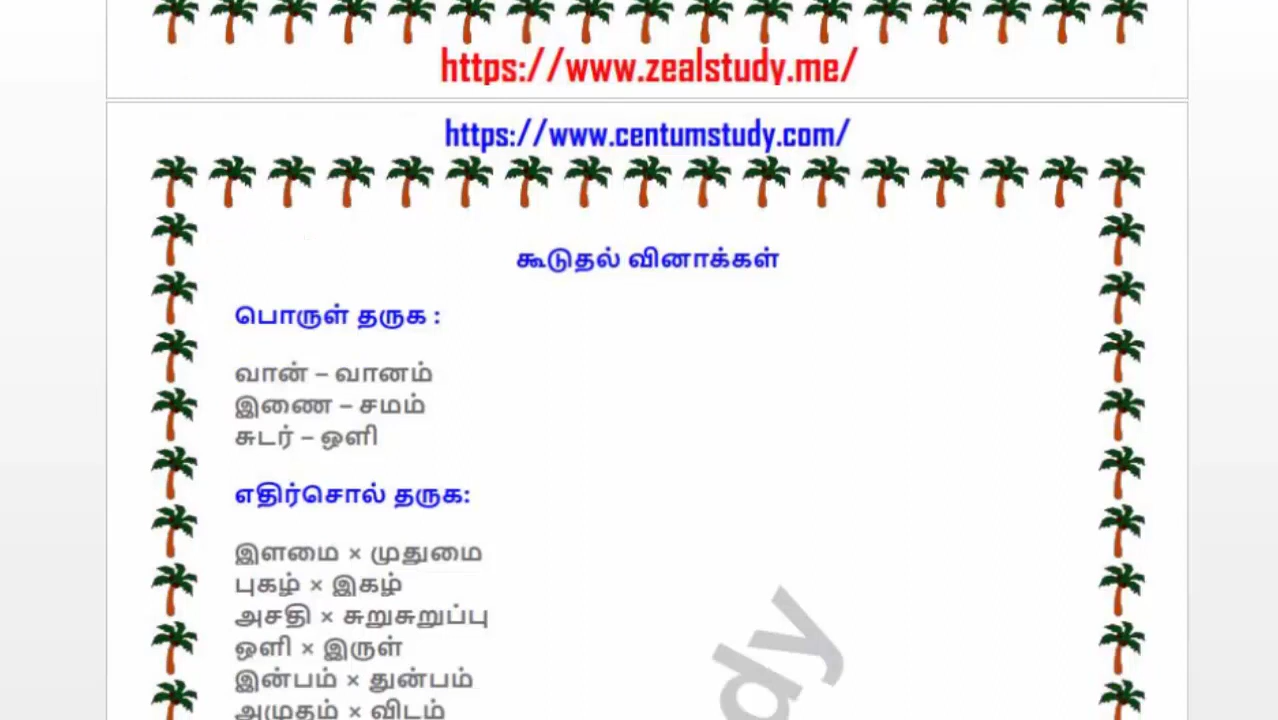 https://www.zealstudy.me/
https://www.centumstudy.com/
கூடுதல் வினாக்கள்
பொருள் தருக :
வான் – வானம்
இணை – சமம்
சுடர் – ஒளி
எதிர்சொல் தருக:
இளமை × முதுமை
புகழ் × இகழ்
அசதி × சுறுசுறுப்பு
ஒளி × இருள்
இன்பம் × துன்பம்
அமுதம் × விடம்
dy